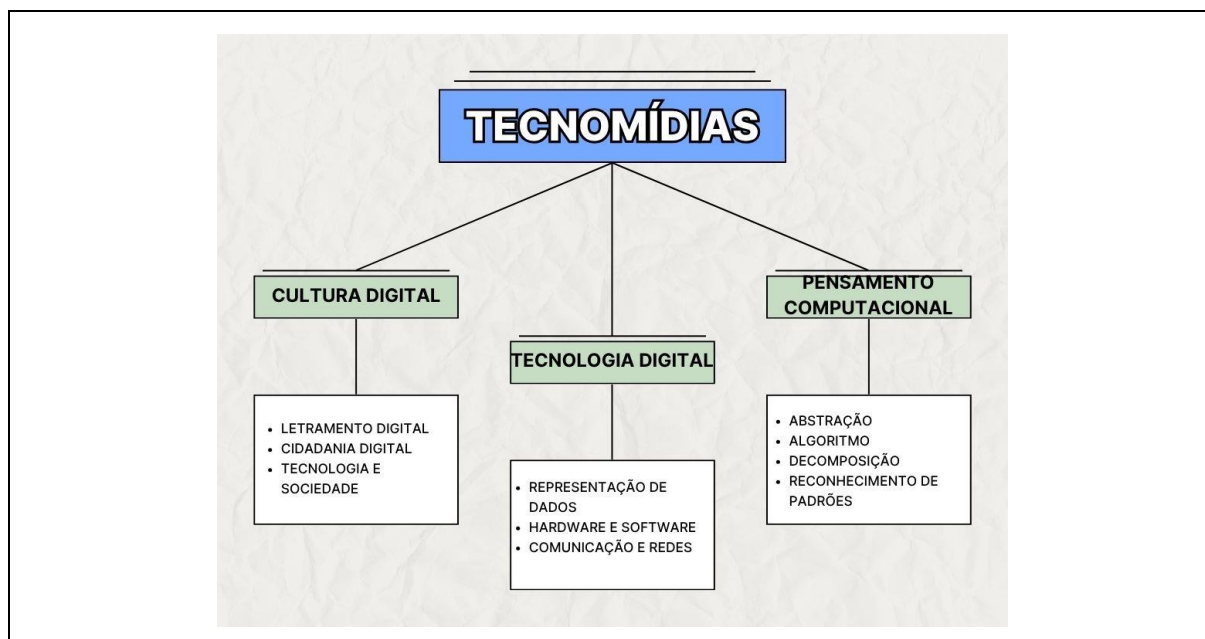 TECNOMÍDIAS
CULTURA DIGITAL
• LETRAMENTO DIGITAL
• CIDADANIA DIGITAL
• TECNOLOGIA E
SOCIEDADE
TECNOLOGIA DIGITAL
• REPRESENTAÇÃO DE
DADOS
• HARDWARE E SOFTWARE
• COMUNICAÇÃO E REDES
PENSAMENTO
COMPUTACIONAL
• ABSTRAÇÃO
• ALGORITMO
• DECOMPOSIÇÃO
• RECONHECIMENTO DE
PADRÕES